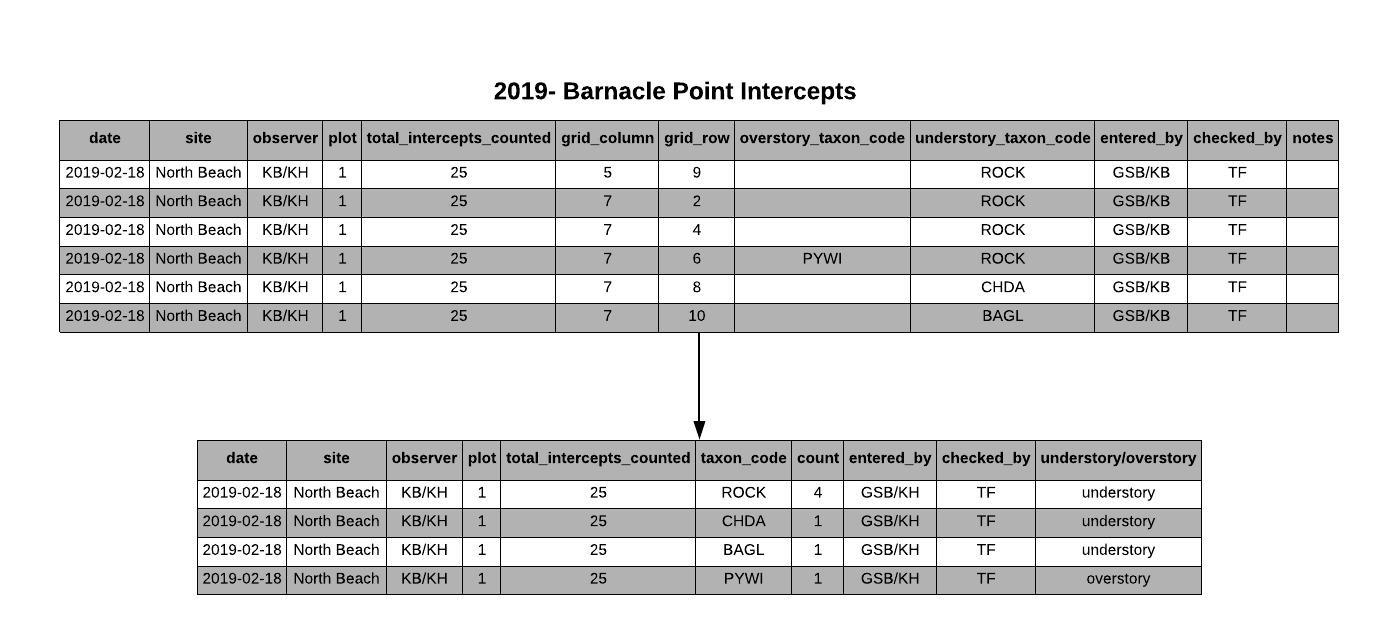 2019- Barnacle Point Intercepts
date site observer plot total_intercepts_counted grid_column grid_row overstory_taxon_code understory_taxon_code entered_by checked_by notes
2019-02-18 North Beach KB/KH 1 25 5 9 ROCK GSB/KB TF
2019-02-18 North Beach KB/KH 1 25 7 2 ROCK GSB/KB TF
2019-02-18 North Beach KB/KH 1 25 7 4 ROCK GSB/KB TF
2019-02-18 North Beach KB/KH 1 25 7 6 PYWI ROCK GSB/KB TF
2019-02-18 North Beach KB/KH 1 25 7 8 CHDA GSB/KB TF
2019-02-18 North Beach KB/KH 1 25 7 10 BAGL GSB/KB TF
date site observer plot total_intercepts_counted taxon_code count entered_by checked_by understory/overstory
2019-02-18 North Beach KB/KH 1 25 ROCK 4 GSB/KH TF understory
2019-02-18 North Beach KB/KH 1 25 CHDA 1 GSB/KH TF understory
2019-02-18 North Beach KB/KH 1 25 BAGL 1 GSB/KH TF understory
2019-02-18 North Beach KB/KH 1 25 PYWI 1 GSB/KH TF overstory